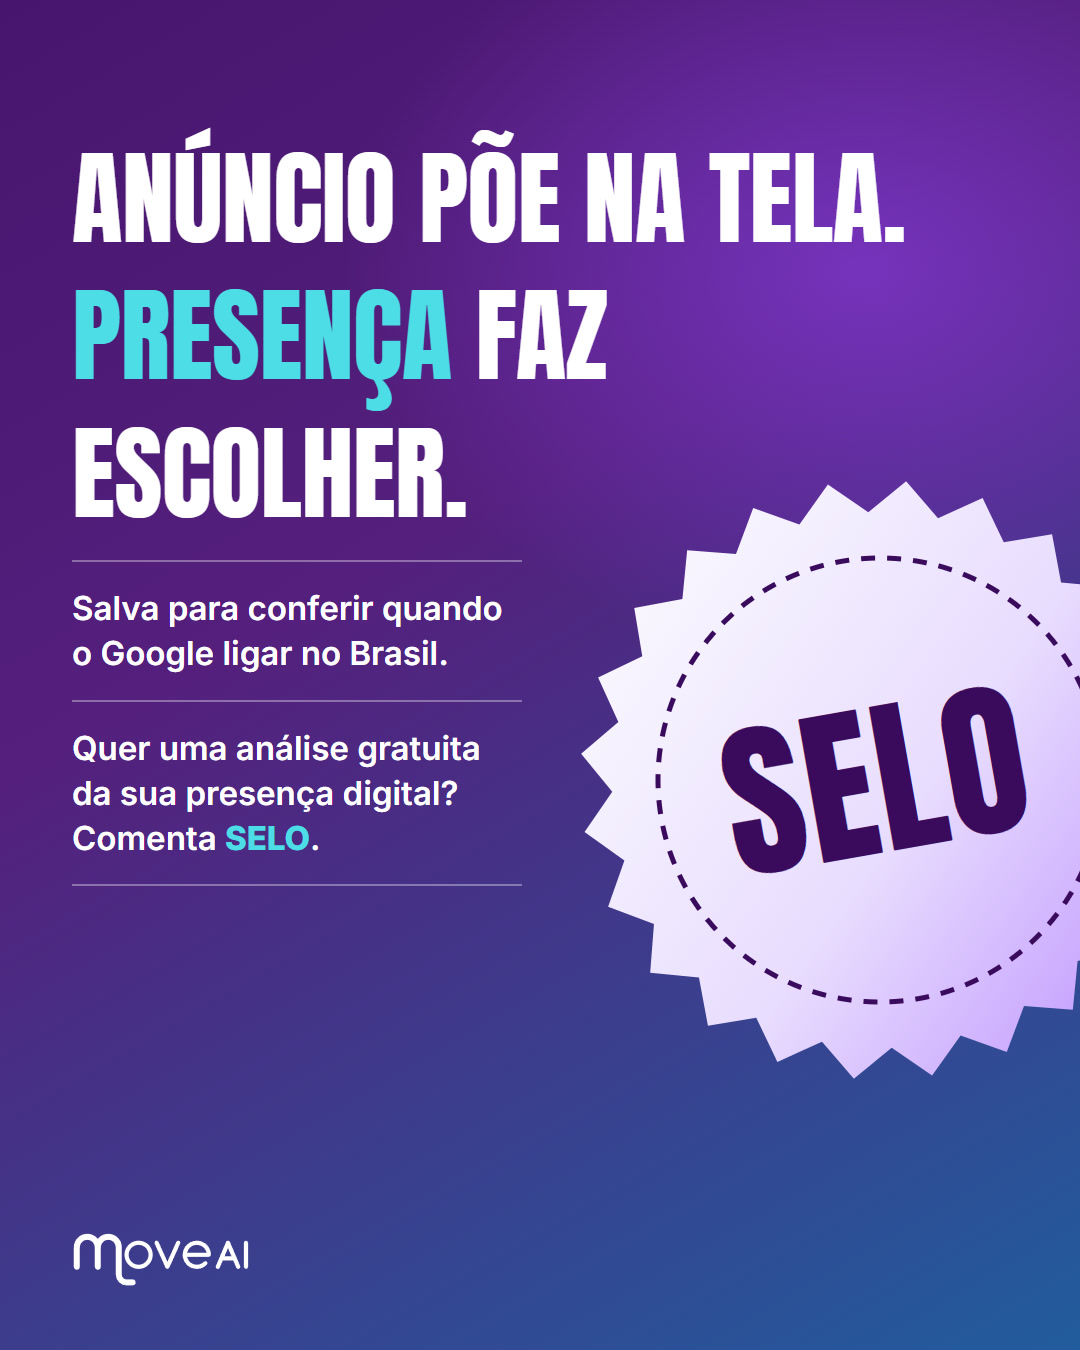 ANÚNCIO PÕE NA TELA.
PRESENÇA FAZ
ESCOLHER.
Salva para conferir quando
o Google ligar no Brasil.
Quer uma análise gratuita
da sua presença digital?
Comenta SELO.
SELO
moveAI